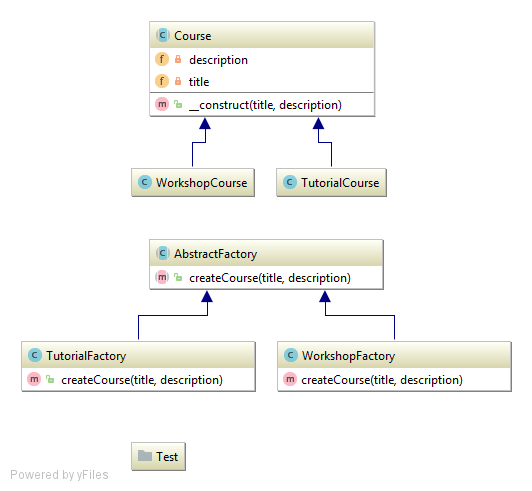 C Course
f description
f title
m __construct(title, description)
C WorkshopCourse
C TutorialCourse
C AbstractFactory
m createCourse(title, description)
C TutorialFactory
m createCourse(title, description)
C WorkshopFactory
m createCourse(title, description)
Test
Powered by yFiles